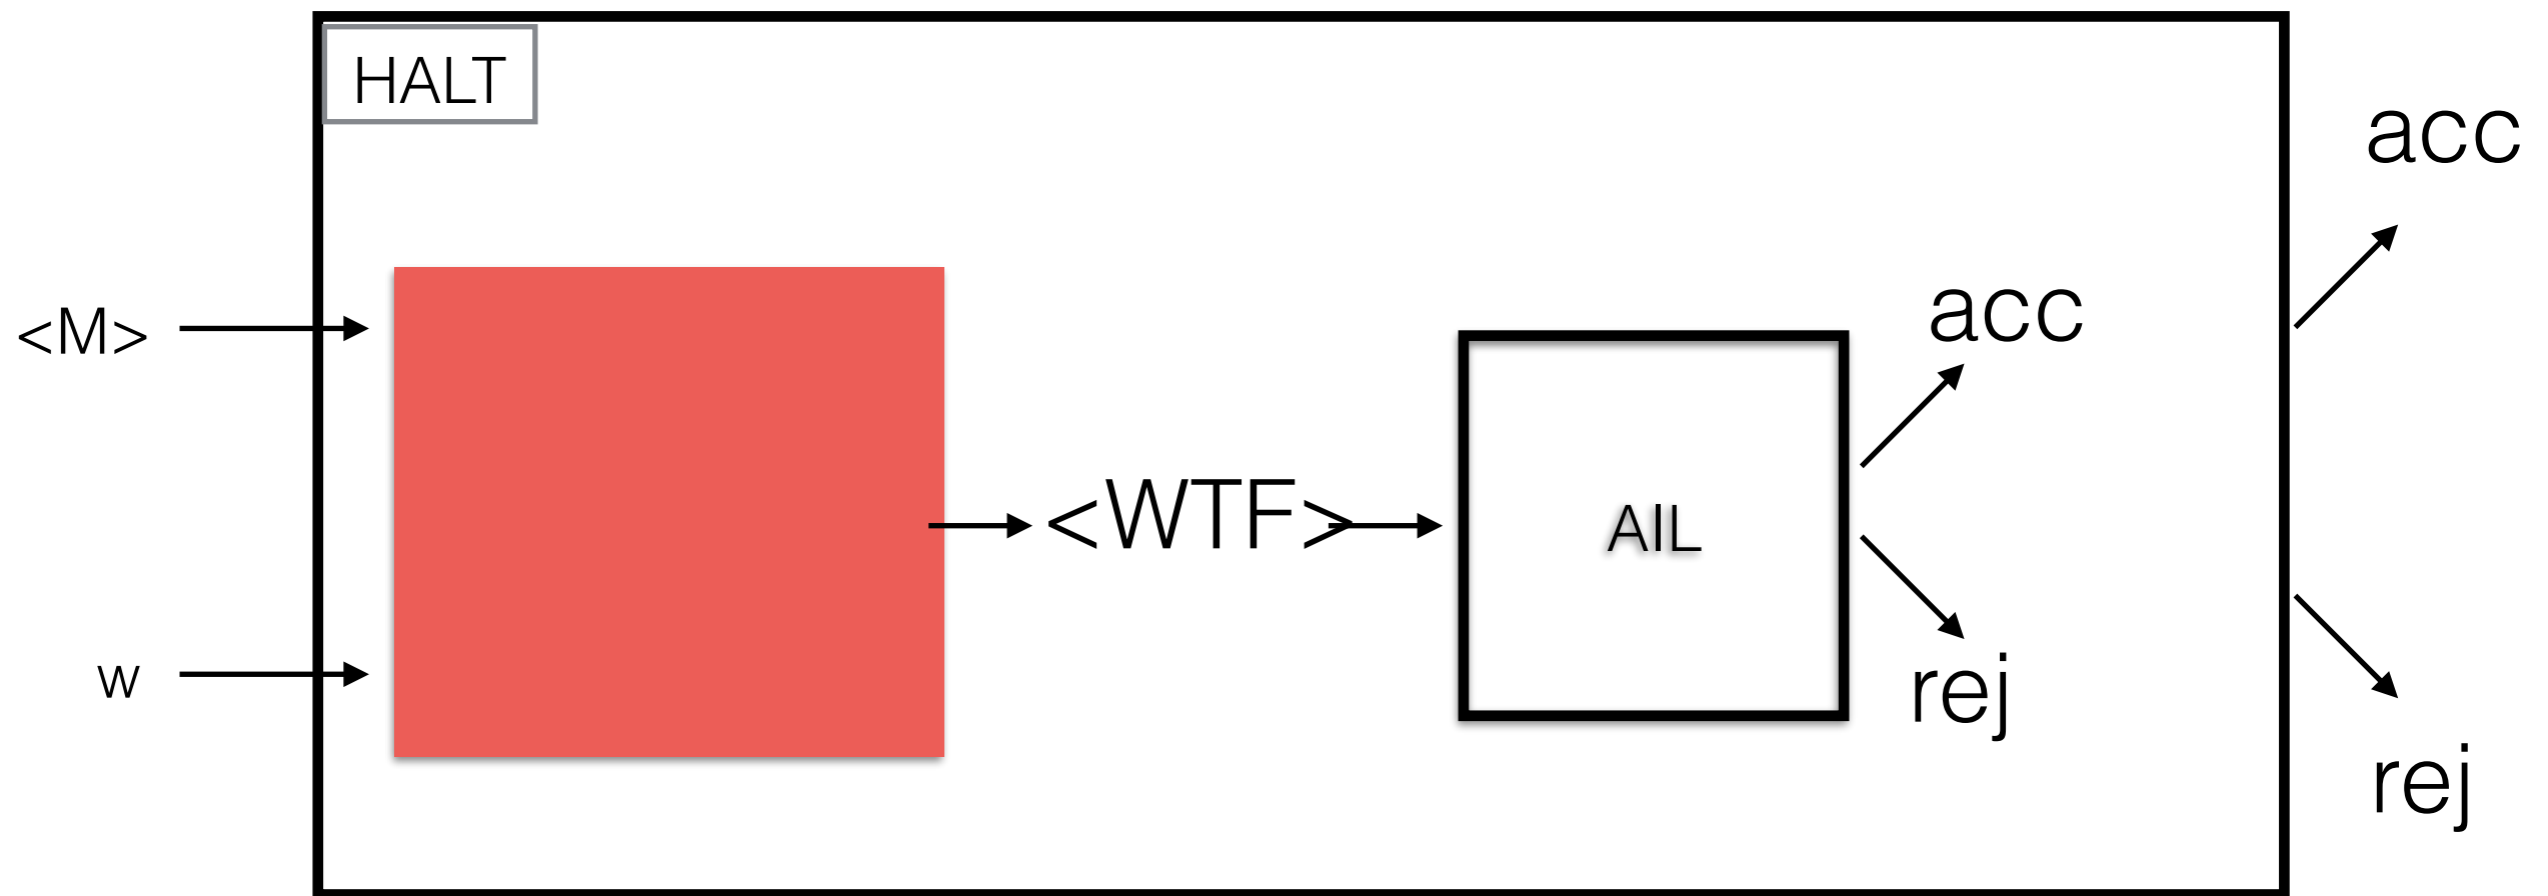 HALT
acc
<M>
acc
<WTF>
AIL
w
rej
rej